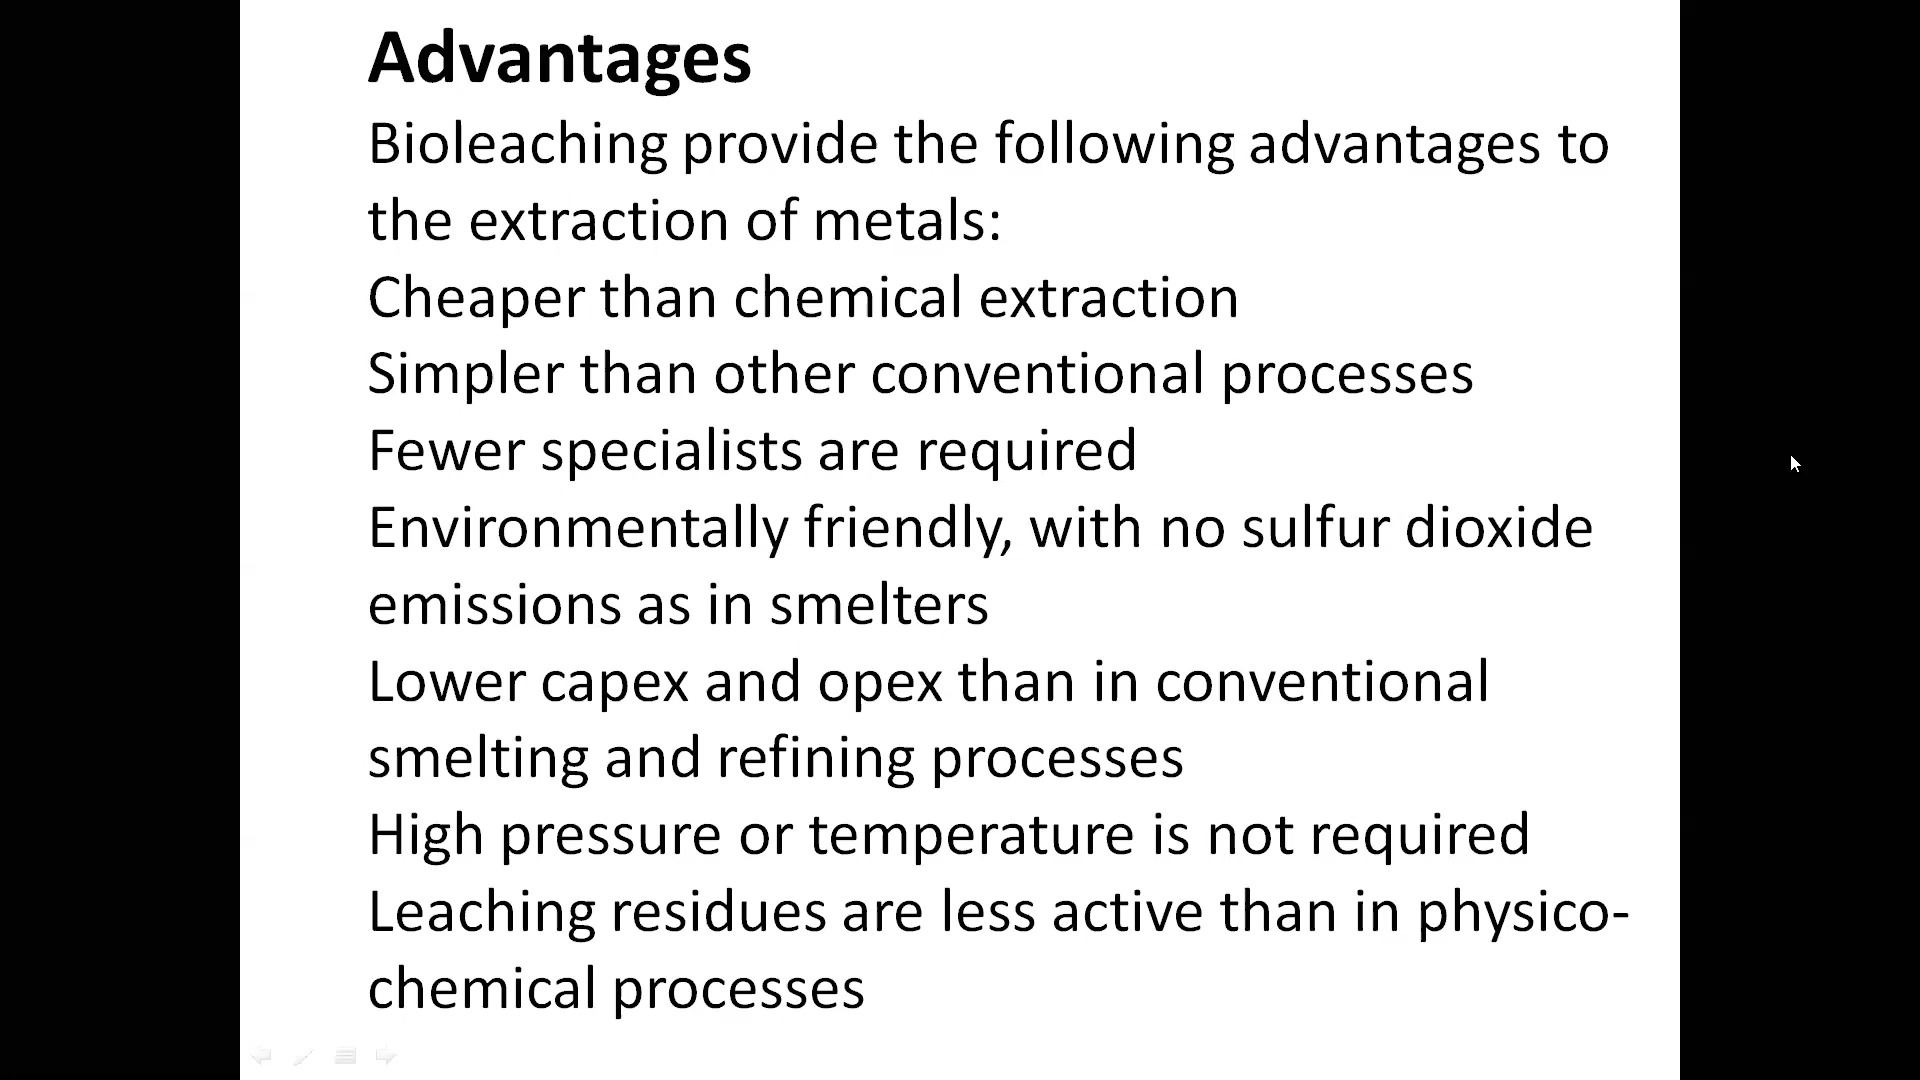 Advantages
Bioleaching provide the following advantages to
the extraction of metals:
Cheaper than chemical extraction
Simpler than other conventional processes
Fewer specialists are required
Environmentally friendly, with no sulfur dioxide
emissions as in smelters
Lower capex and opex than in conventional
smelting and refining processes
High pressure or temperature is not required
Leaching residues are less active than in physico-
chemical processes